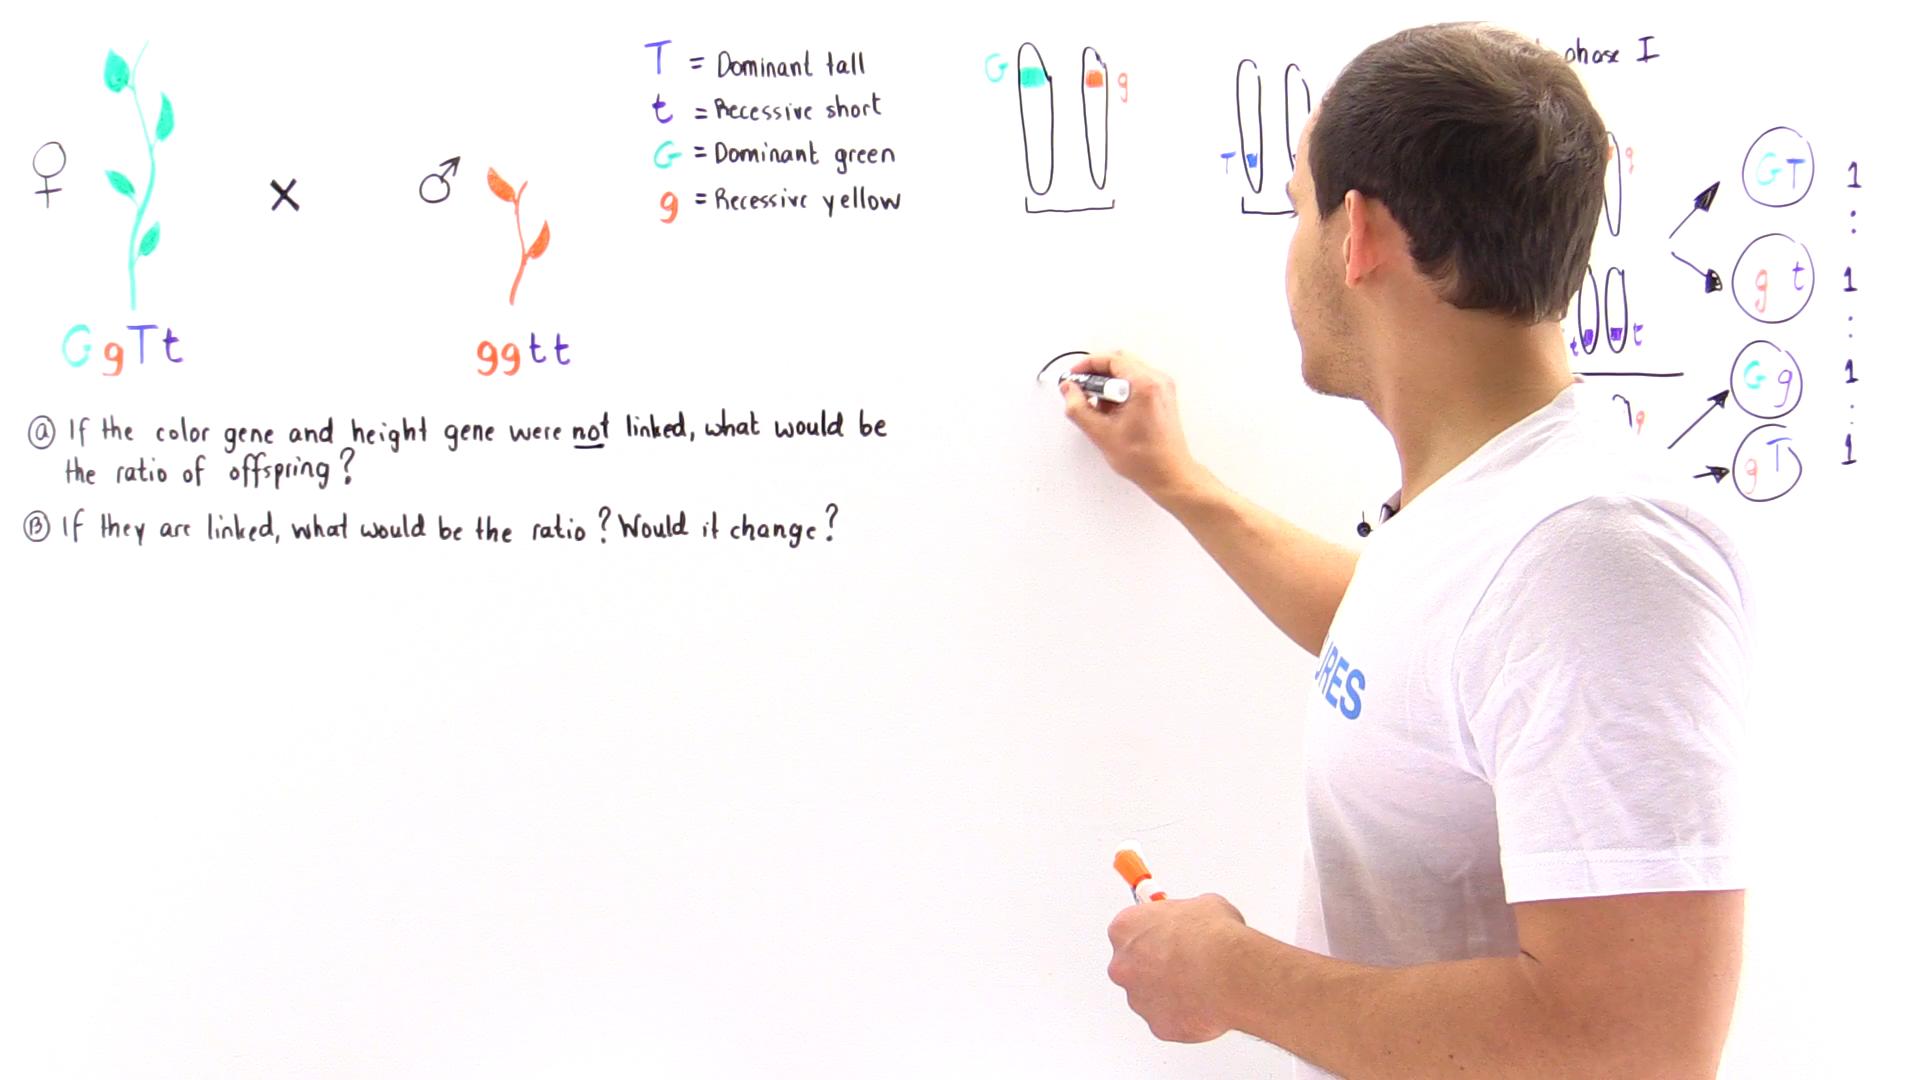 T = Dominant tall
t = Recessive short
G = Dominant green
g = Recessive yellow
GgTt
x
ggtt
(a) If the color gene and height gene were not linked, what would be
the ratio of offspring?
(B) If they are linked, what would be the ratio? Would it change?
G g
T
phase I
g
t t
g
GT 1
g t 1
G g 1
g T 1
RES